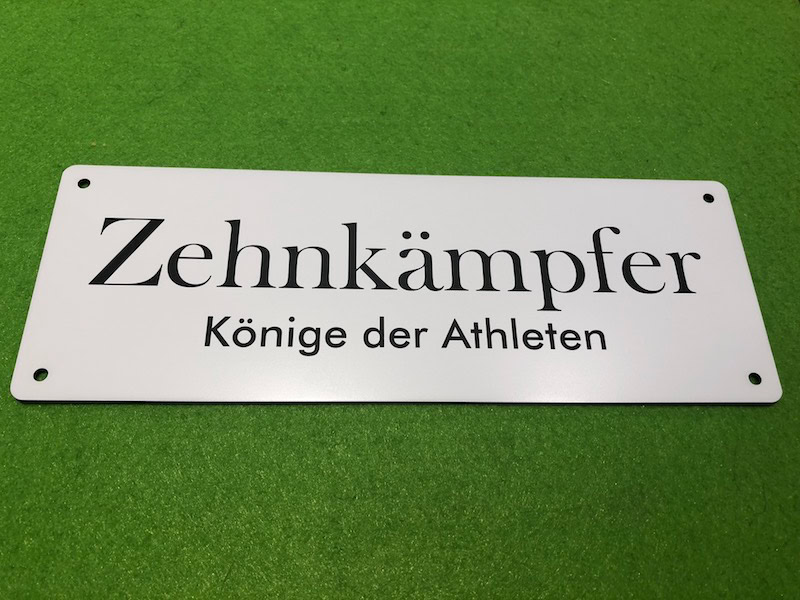 Zehnkämpfer
Könige der Athleten